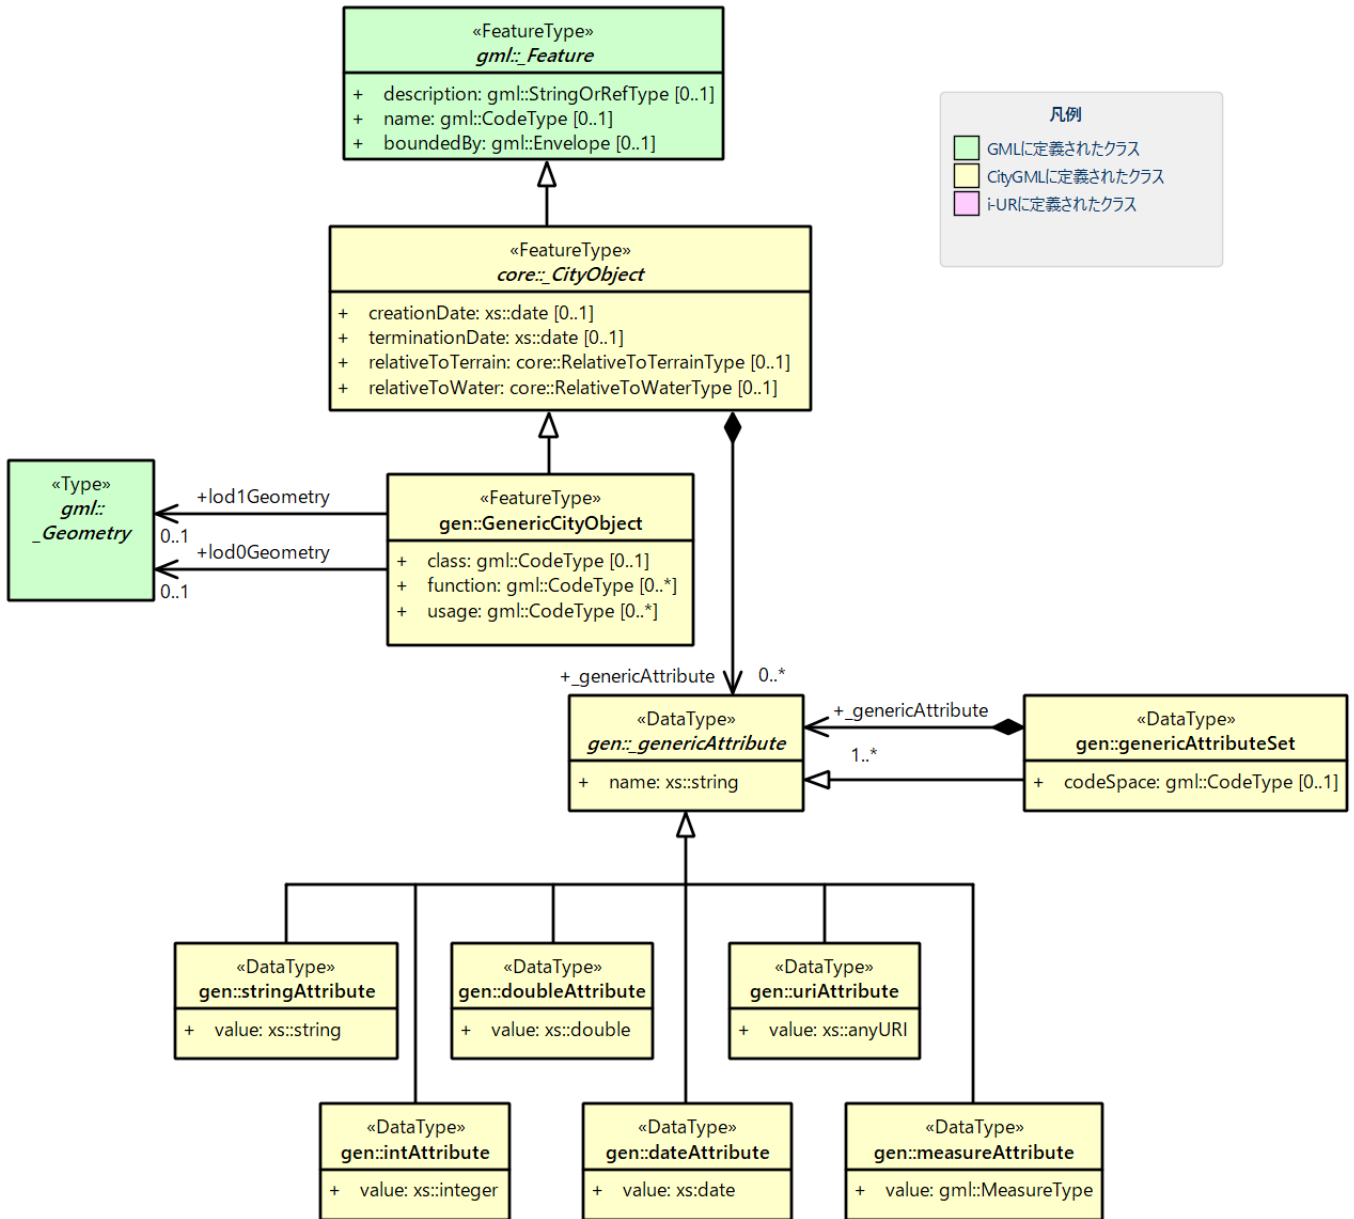 «FeatureType»
gml::_Feature
+ description: gml::StringOrRefType [0..1]
+ name: gml::CodeType [0..1]
+ boundedBy: gml::Envelope [0..1]
凡例
GMLに定義されたクラス
CityGMLに定義されたクラス
i-URに定義されたクラス
«FeatureType»
core::_CityObject
+ creationDate: xs::date [0..1]
+ terminationDate: xs::date [0..1]
+ relativeToTerrain: core::RelativeToTerrainType [0..1]
+ relativeToWater: core::RelativeToWaterType [0..1]
«Type»
gml::
_Geometry
+lod1Geometry
0..1
+lod0Geometry
0..1
«FeatureType»
gen::GenericCityObject
+ class: gml::CodeType [0..1]
+ function: gml::CodeType [0..*]
+ usage: gml::CodeType [0..*]
+_genericAttribute 0..*
«DataType»
gen::_genericAttribute
+ name: xs::string
+_genericAttribute
1..*
«DataType»
gen::genericAttributeSet
+ codeSpace: gml::CodeType [0..1]
«DataType»
gen::stringAttribute
+ value: xs::string
«DataType»
gen::doubleAttribute
+ value: xs::double
«DataType»
gen::uriAttribute
+ value: xs::anyURI
«DataType»
gen::intAttribute
+ value: xs::integer
«DataType»
gen::dateAttribute
+ value: xs:date
«DataType»
gen::measureAttribute
+ value: gml::MeasureType